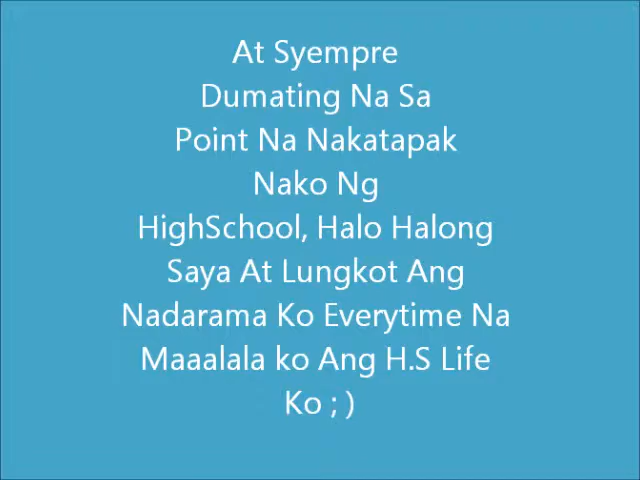 At Syempre
Dumating Na Sa
Point Na Nakatapak
Nako Ng
HighSchool, Halo Halong
Saya At Lungkot Ang
Nadarama Ko Everytime Na
Maaalala ko Ang H.S Life
Ko ; )